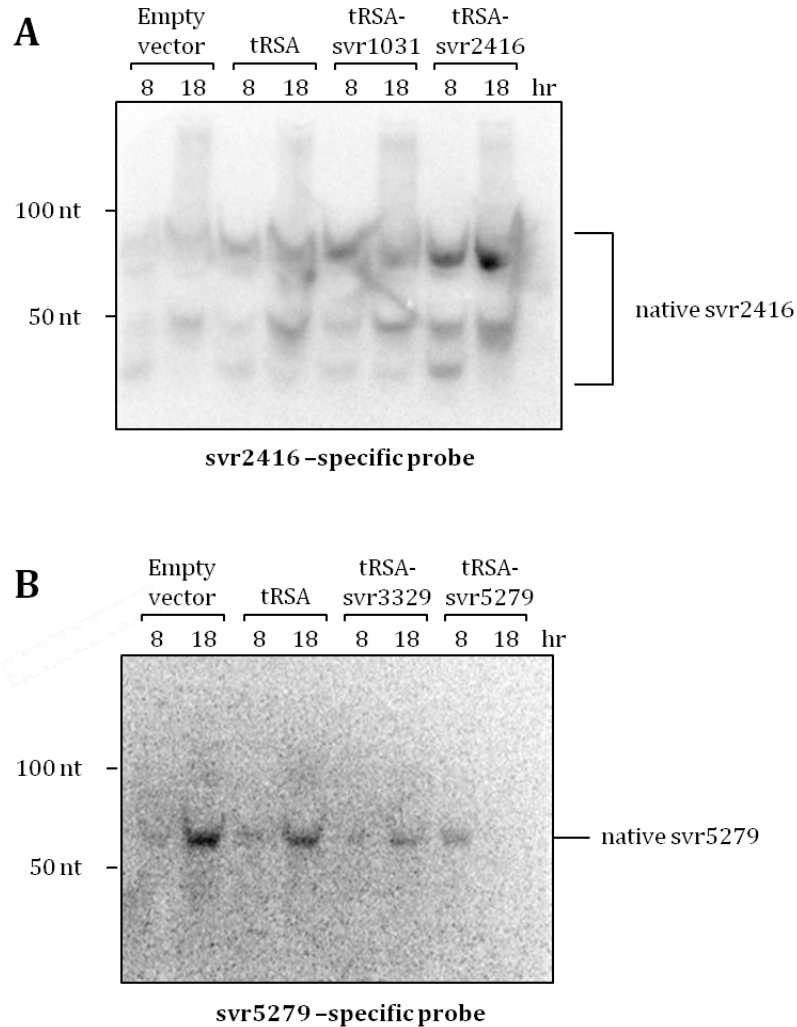 A
Empty
vector
tRSA
tRSA-
svr1031
tRSA-
svr2416
8 18 8 18 8 18 8 18 hr
100 nt
50 nt
native svr2416
svr2416 –specific probe
B
Empty
vector
tRSA
tRSA-
svr3329
tRSA-
svr5279
8 18 8 18 8 18 8 18 hr
100 nt
50 nt
native svr5279
svr5279 –specific probe